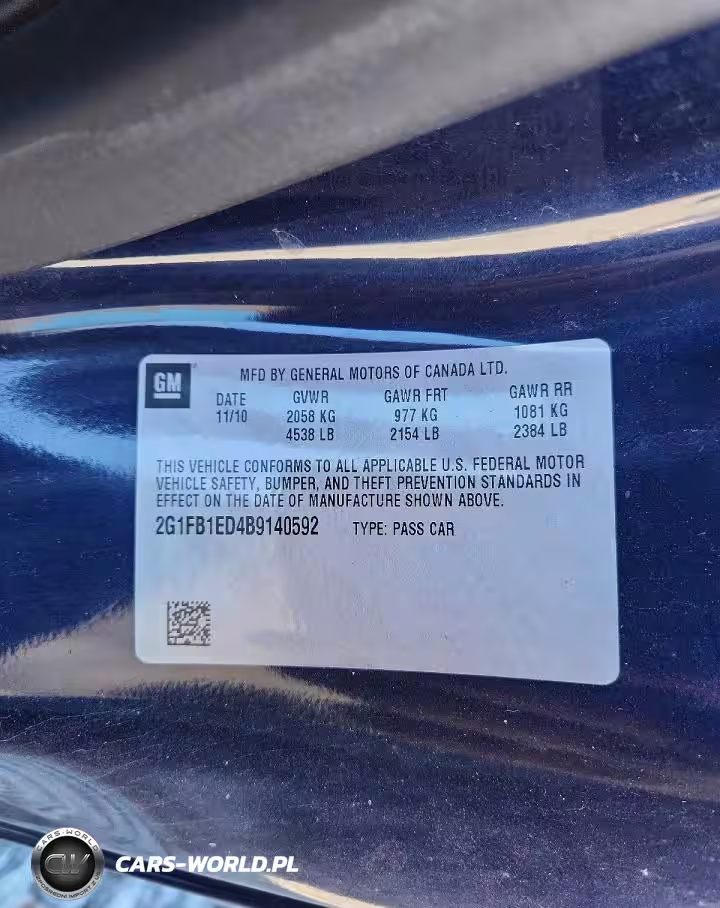 GM
MFD BY GENERAL MOTORS OF CANADA LTD.
DATE GVWR GAWR FRT GAWR RR
11/10 2058 KG 977 KG 1081 KG
4538 LB 2154 LB 2384 LB
THIS VEHICLE CONFORMS TO ALL APPLICABLE U.S. FEDERAL MOTOR
VEHICLE SAFETY, BUMPER, AND THEFT PREVENTION STANDARDS IN
EFFECT ON THE DATE OF MANUFACTURE SHOWN ABOVE.
2G1FB1ED4B9140592 TYPE: PASS CAR
CARS-WORLD
CW
CARS-WORLD.PL